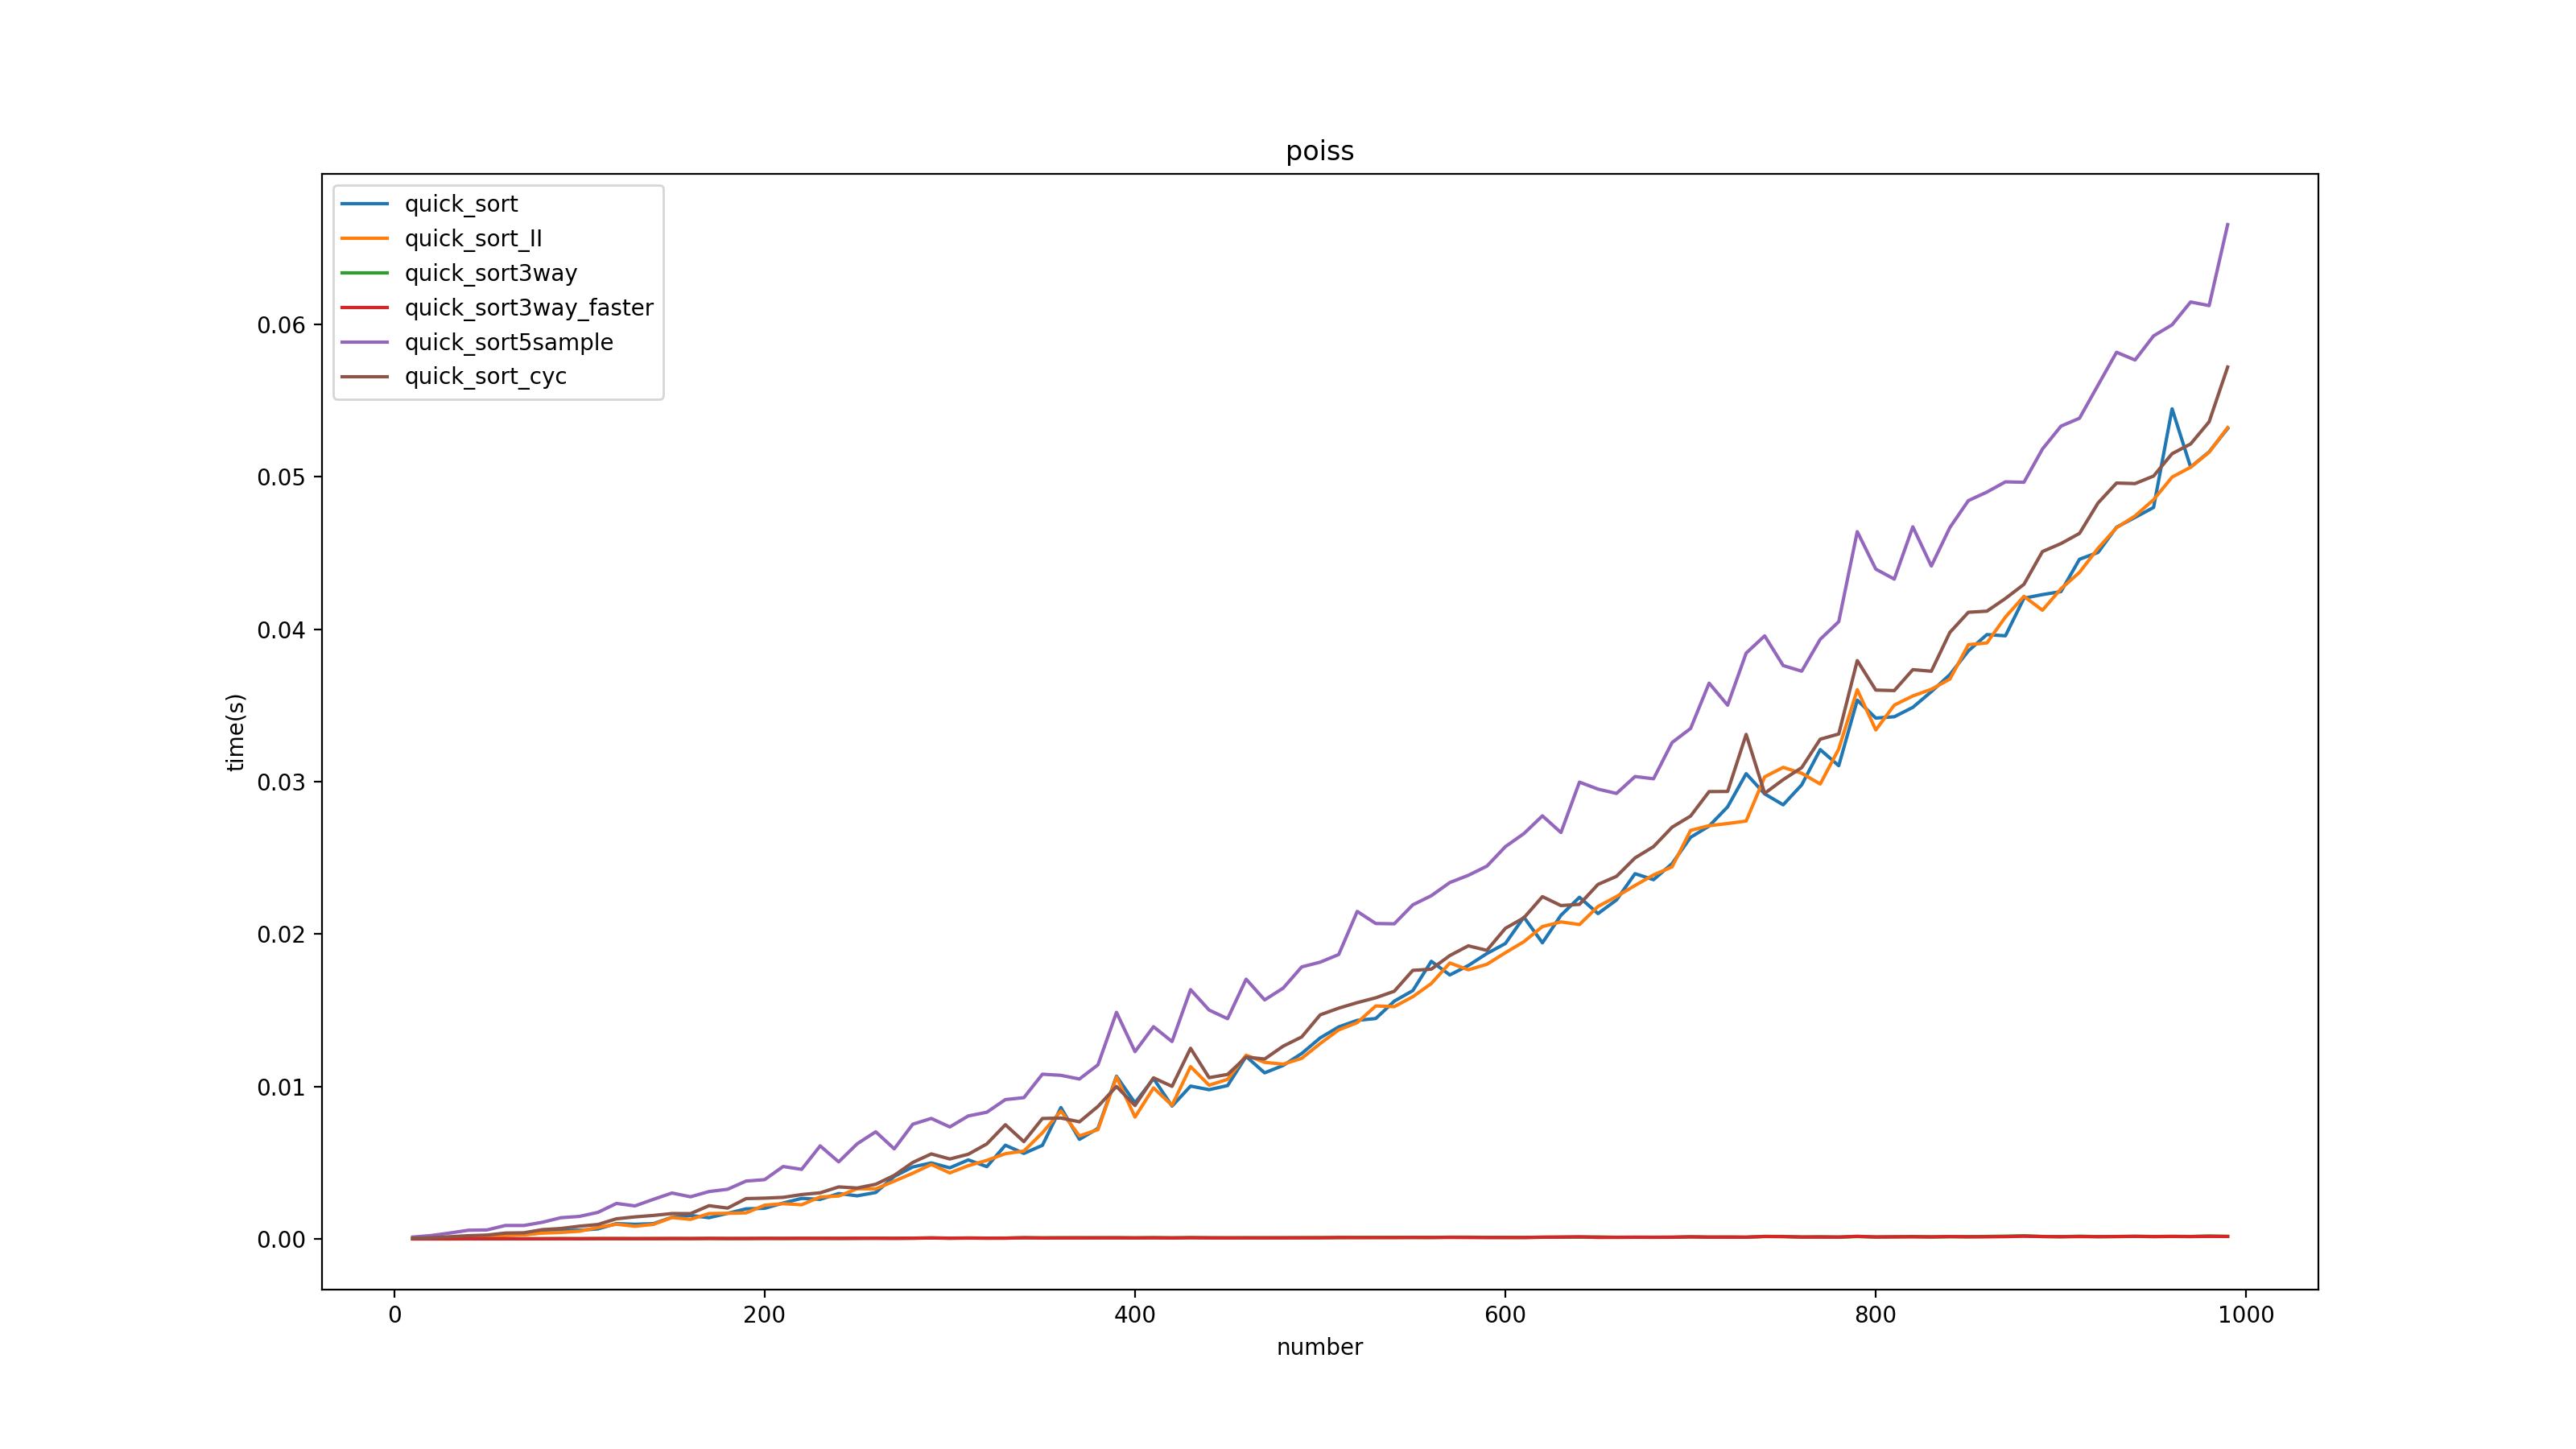 poiss
quick_sort
quick_sort_II
quick_sort3way
quick_sort3way_faster
quick_sort5sample
quick_sort_cyc
0.06
0.05
0.04
0.03
0.02
0.01
0.00
time(s)
0 200 400 600 800 1000
number